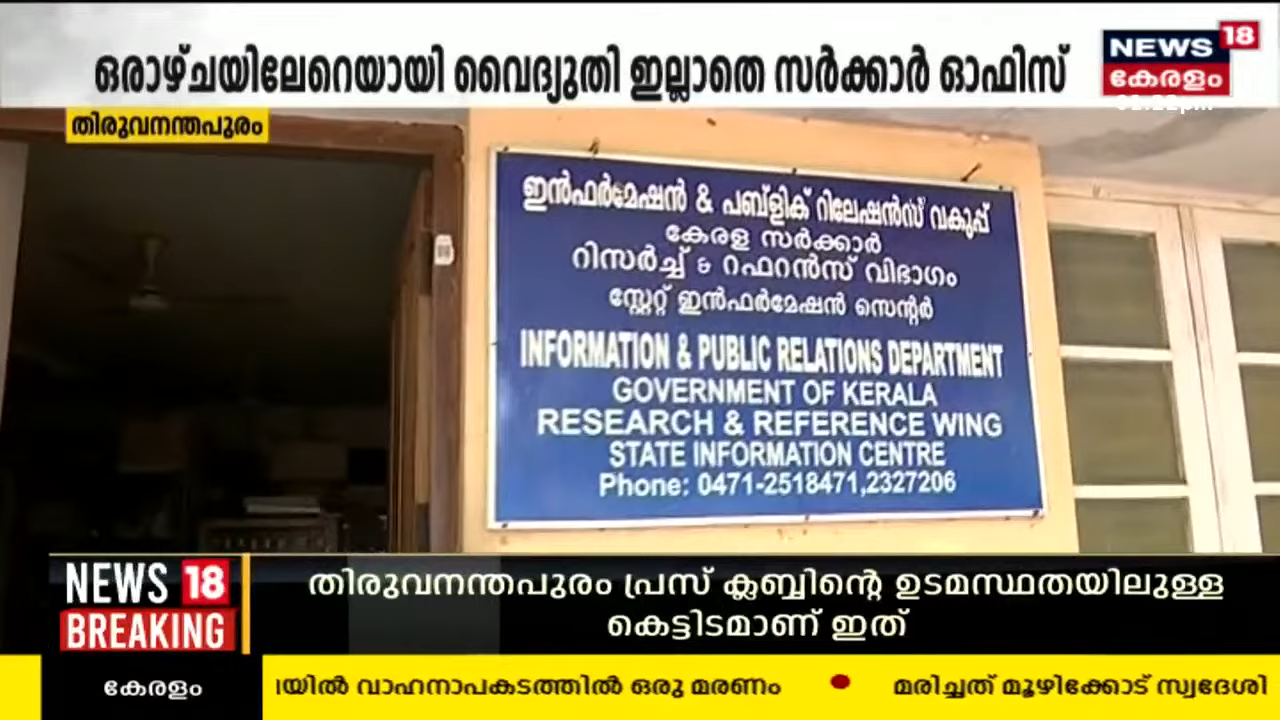 ഒരാഴ്ചയിലേറെയായി വൈദ്യുതി ഇല്ലാതെ സർക്കാർ ഓഫിസ്
NEWS 18
കേരളം
തിരുവനന്തപുരം
ഇൻഫർമേഷൻ & പബ്ളിക് റിലേഷൻസ് വകുപ്പ്
കേരള സർക്കാർ
റിസർച്ച് & റഫറൻസ് വിഭാഗം
സ്റ്റേറ്റ് ഇൻഫർമേഷൻ സെന്റർ
INFORMATION & PUBLIC RELATIONS DEPARTMENT
GOVERNMENT OF KERALA
RESEARCH & REFERENCE WING
STATE INFORMATION CENTRE
Phone: 0471-2518471,2327206
NEWS 18
BREAKING
തിരുവനന്തപുരം പ്രസ് ക്ലബ്ബിന്റെ ഉടമസ്ഥതയിലുള്ള
കെട്ടിടമാണ് ഇത്
കേരളം
യിൽ വാഹനാപകടത്തിൽ ഒരു മരണം • മരിച്ചത് മൂഴിക്കോട് സ്വദേശി